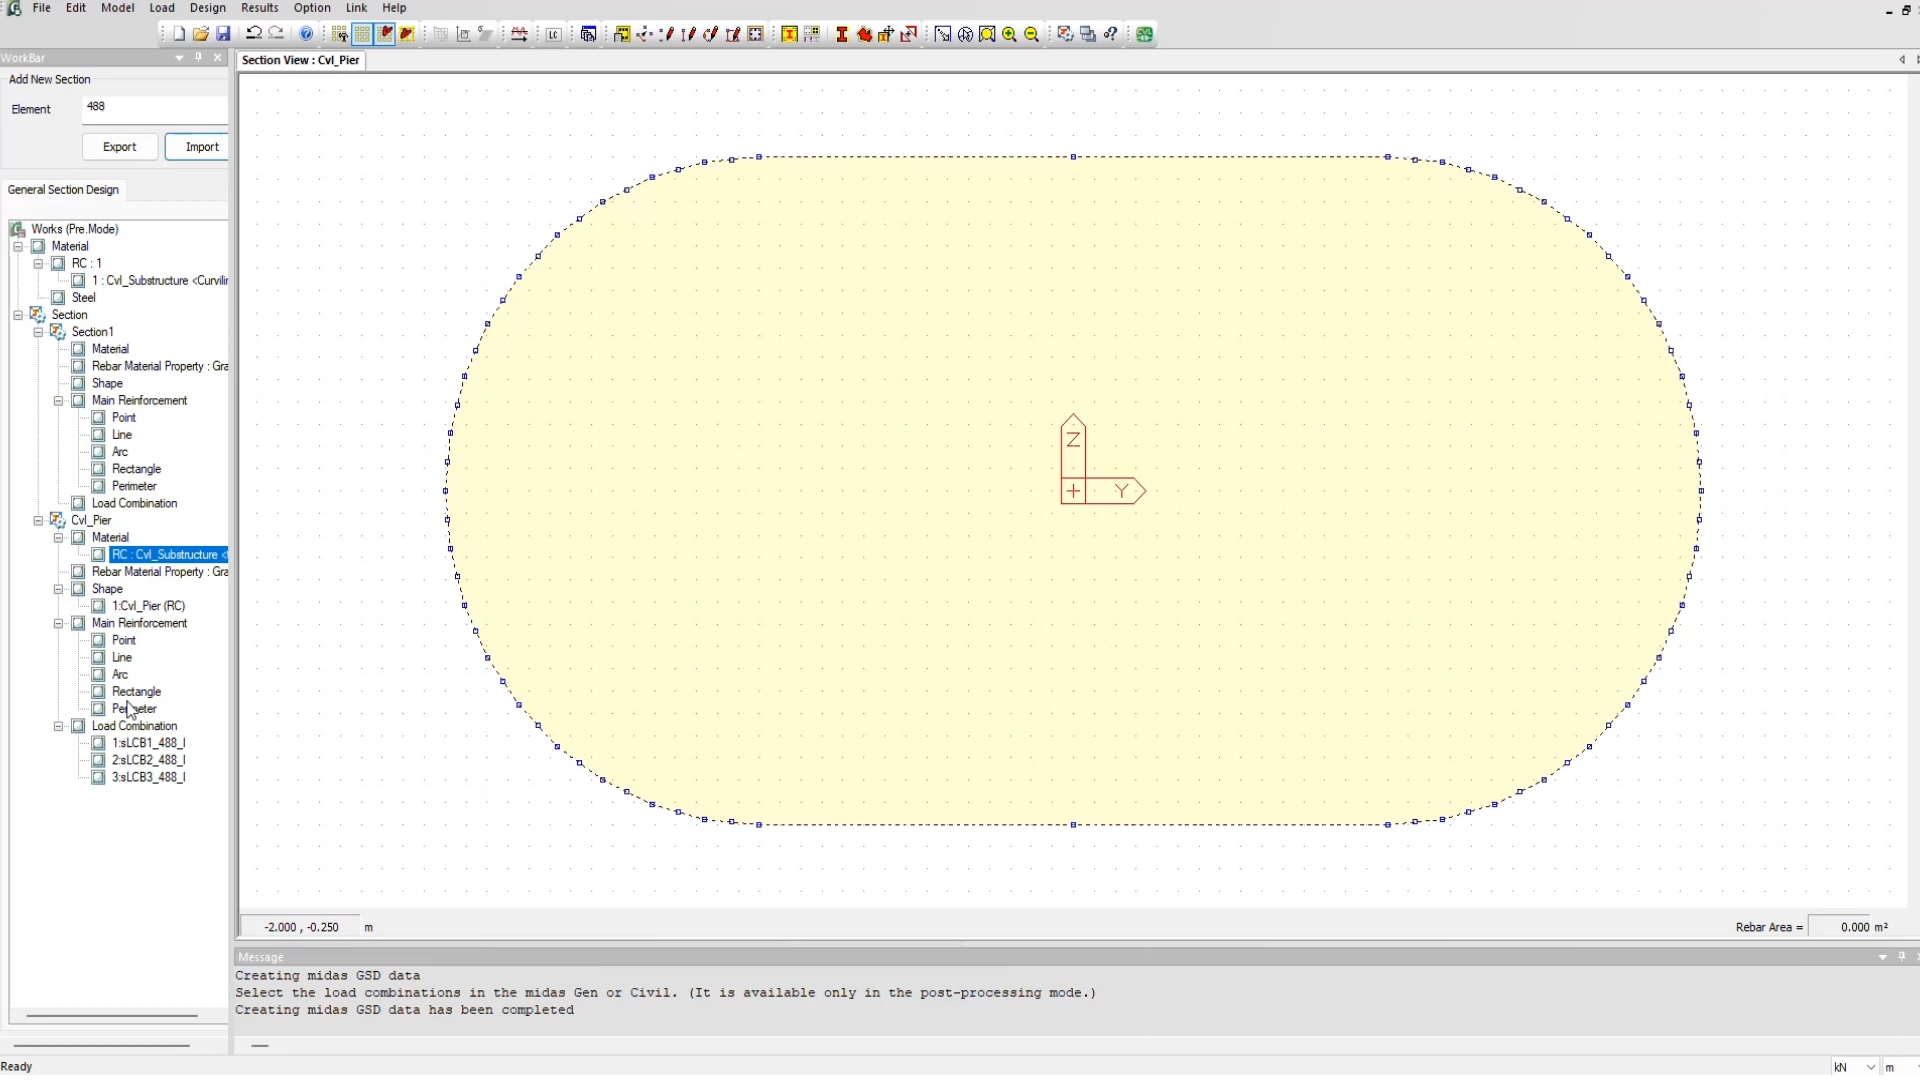 File Edit Model Load Design Results Option Link Help
LC
WorkBar
Section View : Cvl_Pier
Add New Section
Element 488
Export Import
General Section Design
Works (Pre.Mode)
Material
RC : 1
1 : Cvl_Substructure <Curvilir
Steel
Section
Section1
Material
Rebar Material Property : Gra
Shape
Main Reinforcement
Point
Line
Arc
Rectangle
Perimeter
Load Combination
Cvl_Pier
Material
RC : Cvl_Substructure <
Rebar Material Property : Gra
Shape
1:Cvl_Pier (RC)
Main Reinforcement
Point
Line
Arc
Rectangle
Perimeter
Load Combination
1:sLCB1_488_I
2:sLCB2_488_I
3:sLCB3_488_I
Z
Y
-2.000 , -0.250 m
Rebar Area = 0.000 m²
Message
Creating midas GSD data
Select the load combinations in the midas Gen or Civil. (It is available only in the post-processing mode.)
Creating midas GSD data has been completed
Ready
kN m